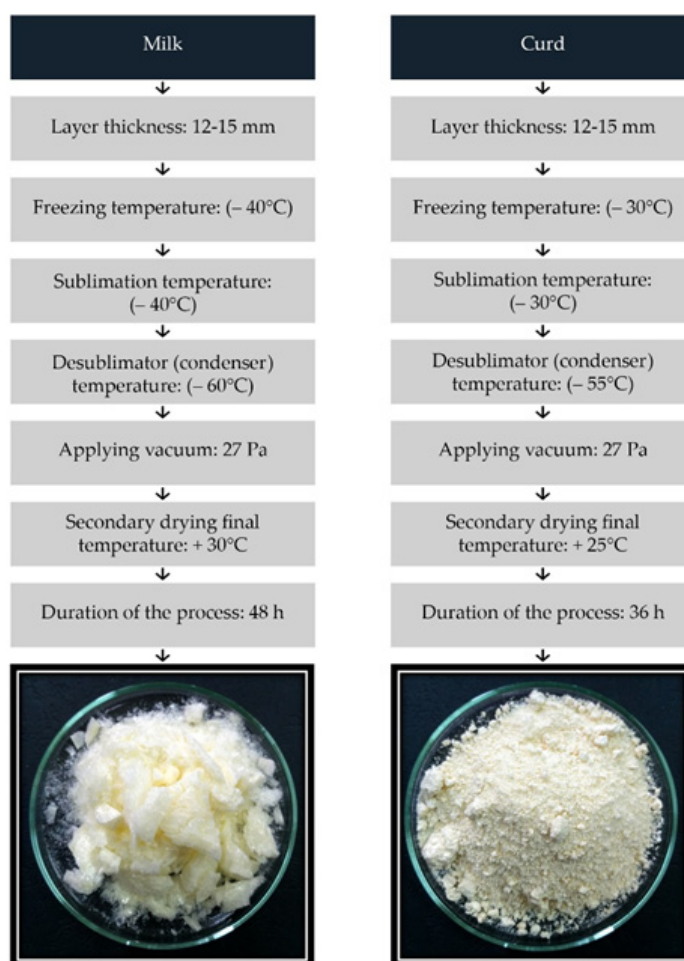 Milk
Layer thickness: 12-15 mm
Freezing temperature: (– 40°C)
Sublimation temperature:
(– 40°C)
Desublimator (condenser)
temperature: (– 60°C)
Applying vacuum: 27 Pa
Secondary drying final
temperature: + 30°C
Duration of the process: 48 h
Curd
Layer thickness: 12-15 mm
Freezing temperature: (– 30°C)
Sublimation temperature:
(– 30°C)
Desublimator (condenser)
temperature: (– 55°C)
Applying vacuum: 27 Pa
Secondary drying final
temperature: + 25°C
Duration of the process: 36 h